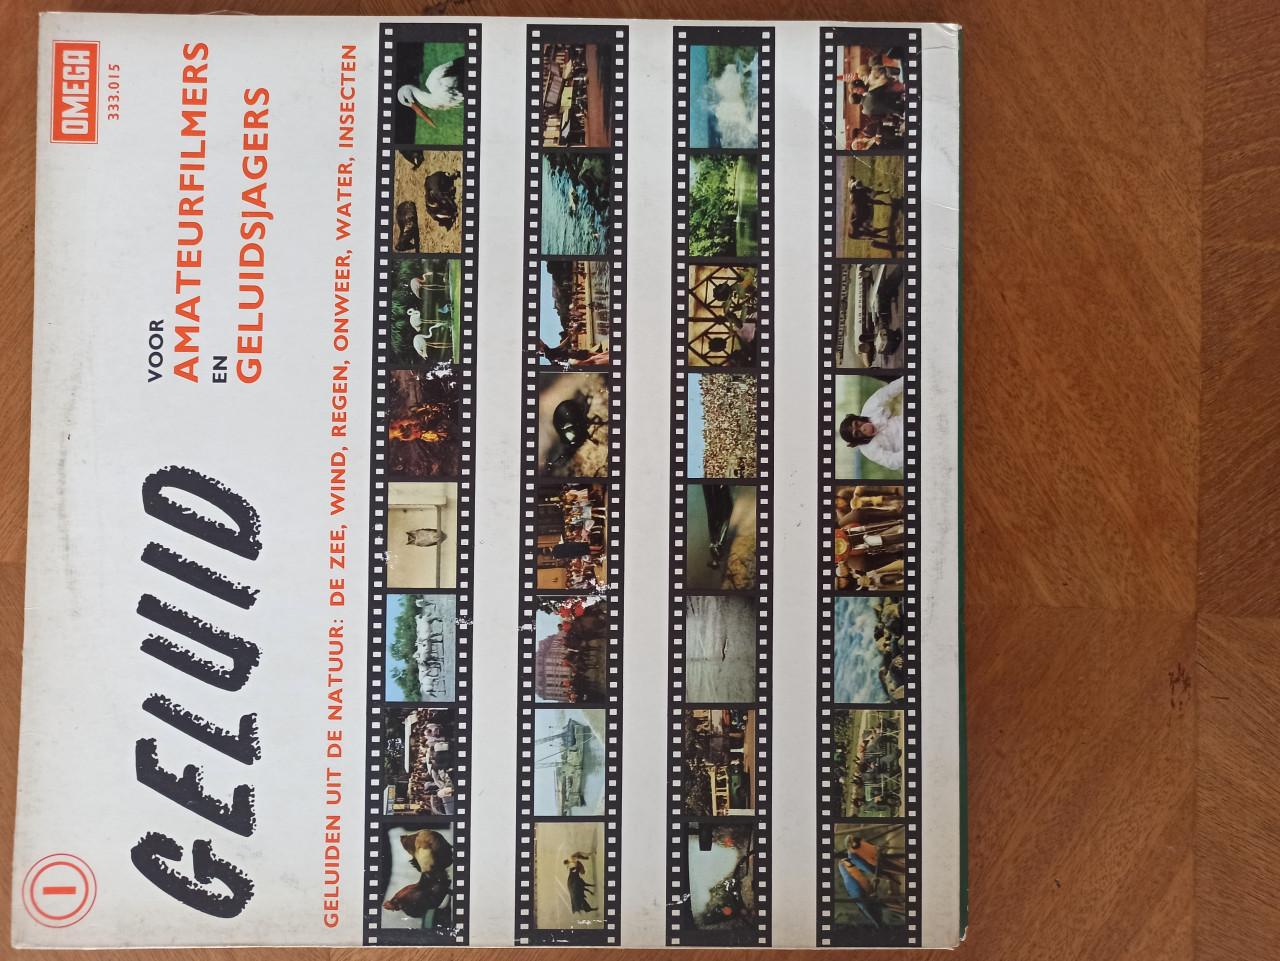 OMEGA
333.015
1
GELUID
VOOR
AMATEURFILMERS
EN
GELUIDSJAGERS
GELUIDEN UIT DE NATUUR: DE ZEE, WIND, REGEN, ONWEER, WATER, INSECTEN